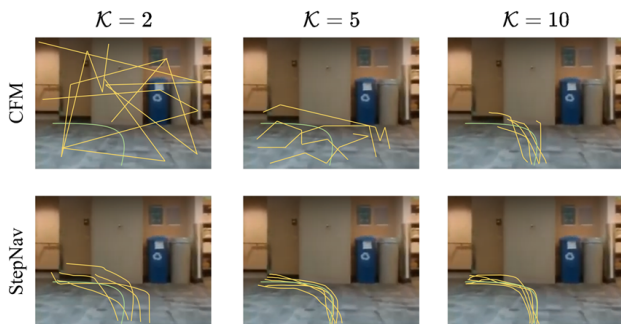 𝒦 = 2
𝒦 = 5
𝒦 = 10
CFM
StepNav